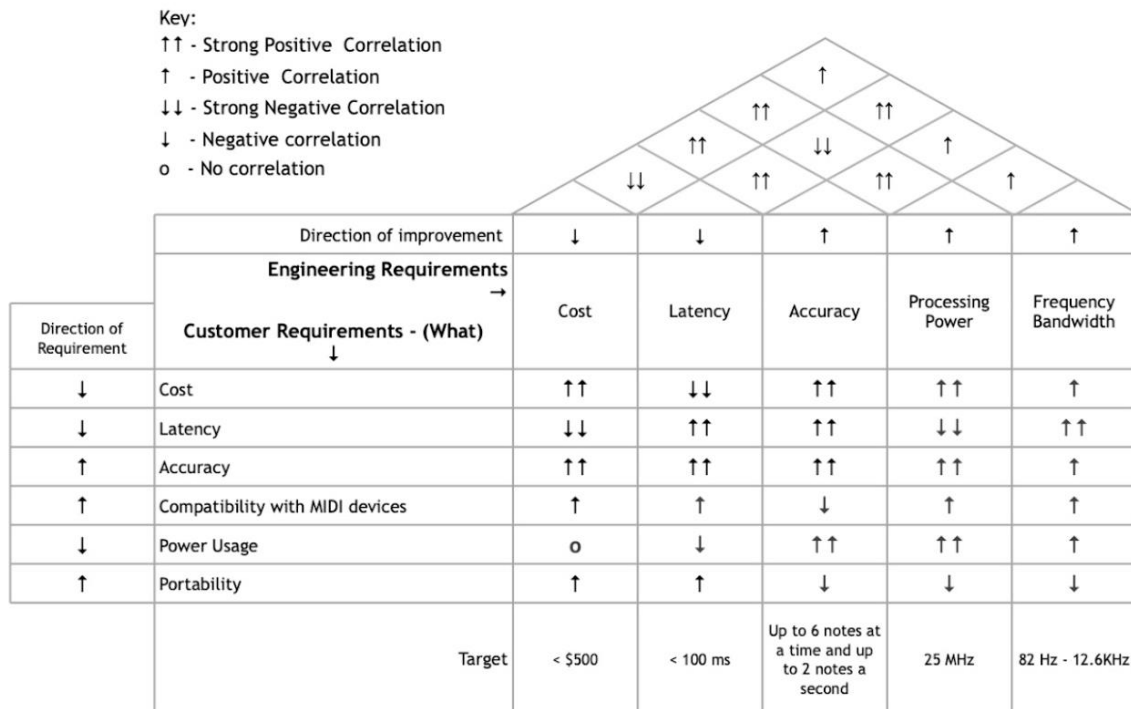 Key:
↑↑ - Strong Positive  Correlation
↑ - Positive  Correlation
↓↓ - Strong Negative Correlation
↓ - Negative correlation
o - No correlation
↑
↑↑ ↑↑
↑↑ ↓↓ ↑
↓↓ ↑↑ ↑↑ ↑
Direction of improvement ↓ ↓ ↑ ↑ ↑
Engineering Requirements
→
Customer Requirements - (What)
↓
Direction of
Requirement
Cost
Latency
Accuracy
Processing
Power
Frequency
Bandwidth
↓ Cost ↑↑ ↓↓ ↑↑ ↑↑ ↑
↓ Latency ↓↓ ↑↑ ↑↑ ↓↓ ↑↑
↑ Accuracy ↑↑ ↑↑ ↑↑ ↑↑ ↑
↑ Compatibility with MIDI devices ↑ ↑ ↓ ↑ ↑
↓ Power Usage o ↓ ↑↑ ↑↑ ↑
↑ Portability ↑ ↑ ↓ ↓ ↓
Target
< $500
< 100 ms
Up to 6 notes at
a time and up
to 2 notes a
second
25 MHz
82 Hz - 12.6KHz